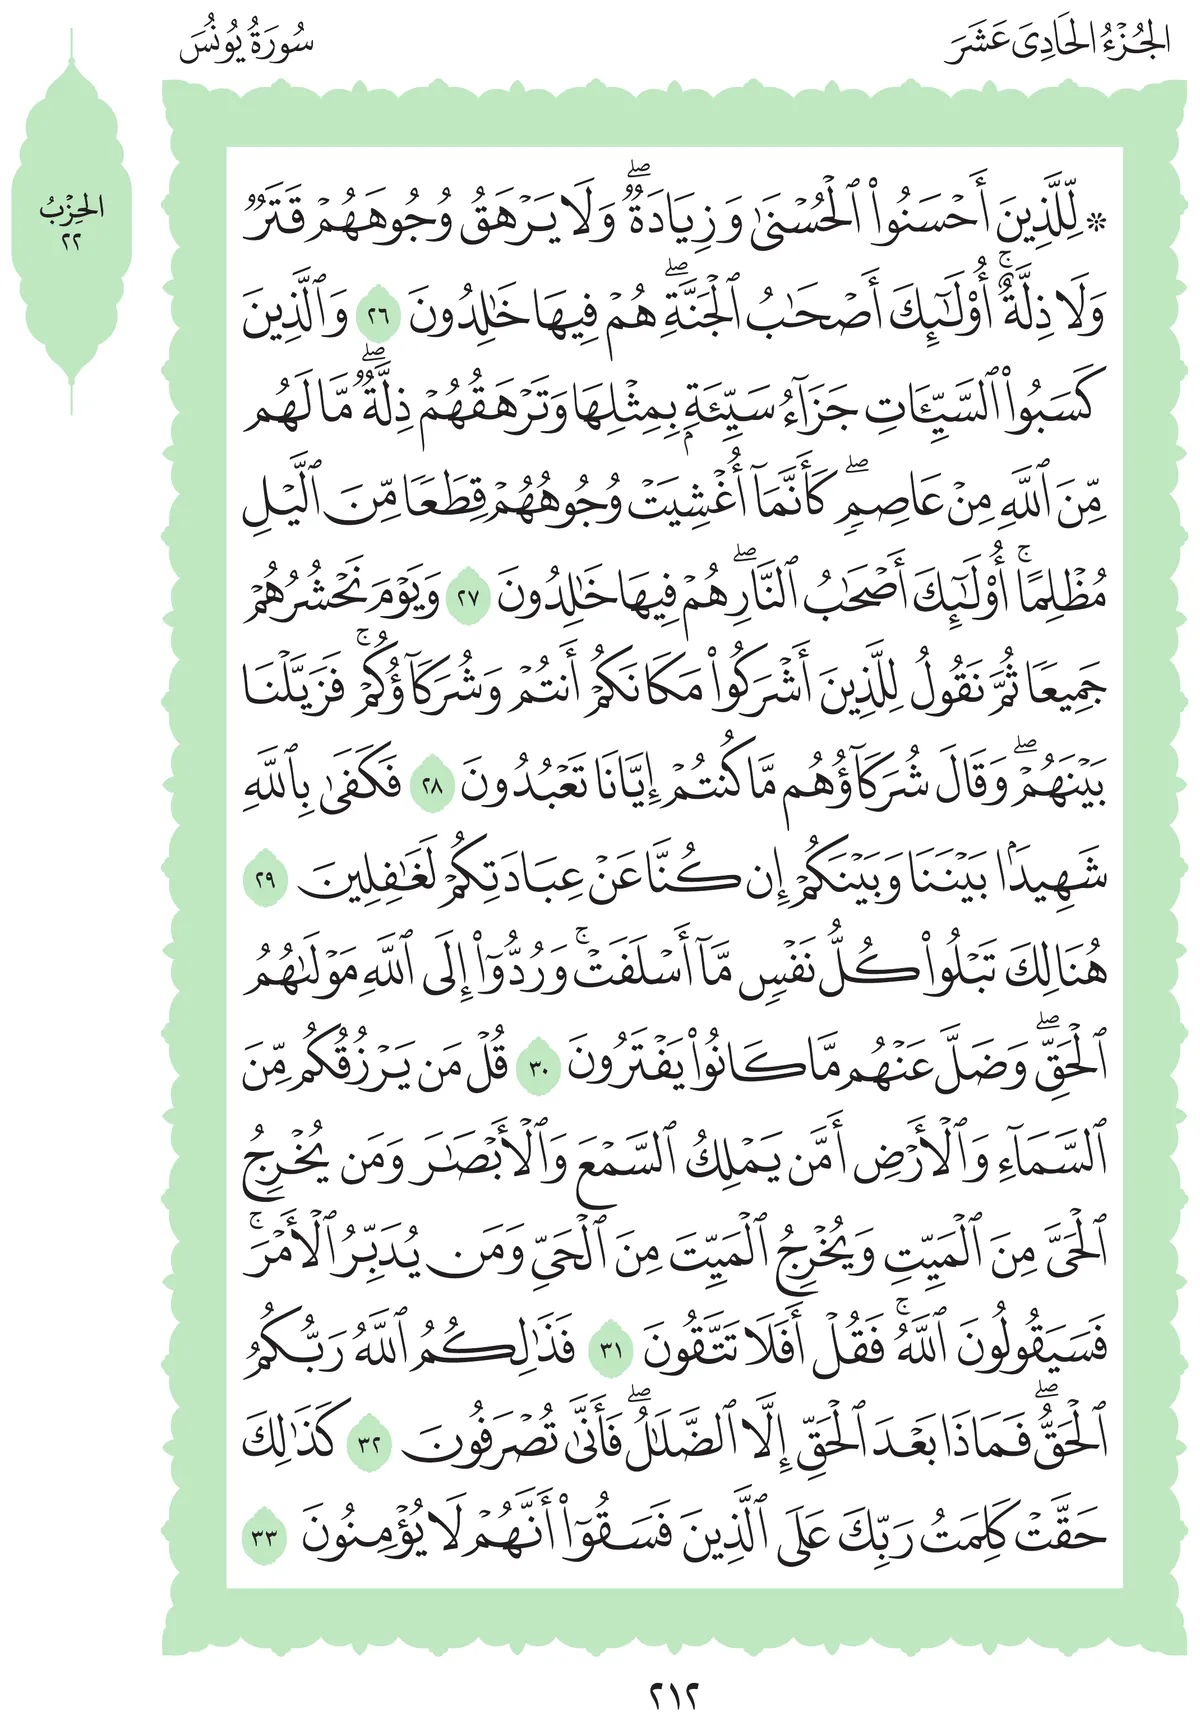 الجُزْءُ الحَادِيَ عَشَرَ
سُورَةُ يُونُسَ
الحِزْبُ
٢٢
* لِّلَّذِينَ أَحۡسَنُواْ ٱلۡحُسۡنَىٰ وَزِيَادَةٞۖ وَلَا يَرۡهَقُ وُجُوهَهُمۡ قَتَرٞ
وَلَا ذِلَّةٌۚ أُوْلَٰٓئِكَ أَصۡحَٰبُ ٱلۡجَنَّةِۖ هُمۡ فِيهَا خَٰلِدُونَ ٢٦ وَٱلَّذِينَ
كَسَبُواْ ٱلسَّيِّـَٔاتِ جَزَآءُ سَيِّئَةِۭ بِمِثۡلِهَا وَتَرۡهَقُهُمۡ ذِلَّةٞۖ مَّا لَهُم
مِّنَ ٱللَّهِ مِنۡ عَاصِمٖۖ كَأَنَّمَآ أُغۡشِيَتۡ وُجُوهُهُمۡ قِطَعٗا مِّنَ ٱلَّيۡلِ
مُظۡلِمًاۚ أُوْلَٰٓئِكَ أَصۡحَٰبُ ٱلنَّارِۖ هُمۡ فِيهَا خَٰلِدُونَ ٢٧ وَيَوۡمَ نَحۡشُرُهُمۡ
جَمِيعٗا ثُمَّ نَقُولُ لِلَّذِينَ أَشۡرَكُواْ مَكَانَكُمۡ أَنتُمۡ وَشُرَكَآؤُكُمۡۚ فَزَيَّلۡنَا
بَيۡنَهُمۡۖ وَقَالَ شُرَكَآؤُهُم مَّا كُنتُمۡ إِيَّانَا تَعۡبُدُونَ ٢٨ فَكَفَىٰ بِٱللَّهِ
شَهِيدَۢا بَيۡنَنَا وَبَيۡنَكُمۡ إِن كُنَّا عَنۡ عِبَادَتِكُمۡ لَغَٰفِلِينَ ٢٩
هُنَالِكَ تَبۡلُواْ كُلُّ نَفۡسٖ مَّآ أَسۡلَفَتۡۚ وَرُدُّوٓاْ إِلَى ٱللَّهِ مَوۡلَىٰهُمُ
ٱلۡحَقِّۖ وَضَلَّ عَنۡهُم مَّا كَانُواْ يَفۡتَرُونَ ٣٠ قُلۡ مَن يَرۡزُقُكُم مِّنَ
ٱلسَّمَآءِ وَٱلۡأَرۡضِ أَمَّن يَمۡلِكُ ٱلسَّمۡعَ وَٱلۡأَبۡصَٰرَ وَمَن يُخۡرِجُ
ٱلۡحَيَّ مِنَ ٱلۡمَيِّتِ وَيُخۡرِجُ ٱلۡمَيِّتَ مِنَ ٱلۡحَيِّ وَمَن يُدَبِّرُ ٱلۡأَمۡرَۚ
فَسَيَقُولُونَ ٱللَّهُۚ فَقُلۡ أَفَلَا تَتَّقُونَ ٣١ فَذَٰلِكُمُ ٱللَّهُ رَبُّكُمُ
ٱلۡحَقُّۖ فَمَاذَا بَعۡدَ ٱلۡحَقِّ إِلَّا ٱلضَّلَٰلُۖ فَأَنَّىٰ تُصۡرَفُونَ ٣٢ كَذَٰلِكَ
حَقَّتۡ كَلِمَتُ رَبِّكَ عَلَى ٱلَّذِينَ فَسَقُوٓاْ أَنَّهُمۡ لَا يُؤۡمِنُونَ ٣٣
٢١٢